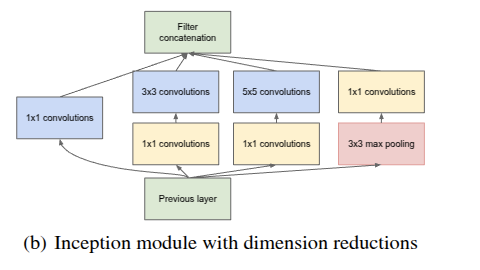 Filter
concatenation
3x3 convolutions
5x5 convolutions
1x1 convolutions
1x1 convolutions
1x1 convolutions
1x1 convolutions
3x3 max pooling
Previous layer
(b) Inception module with dimension reductions